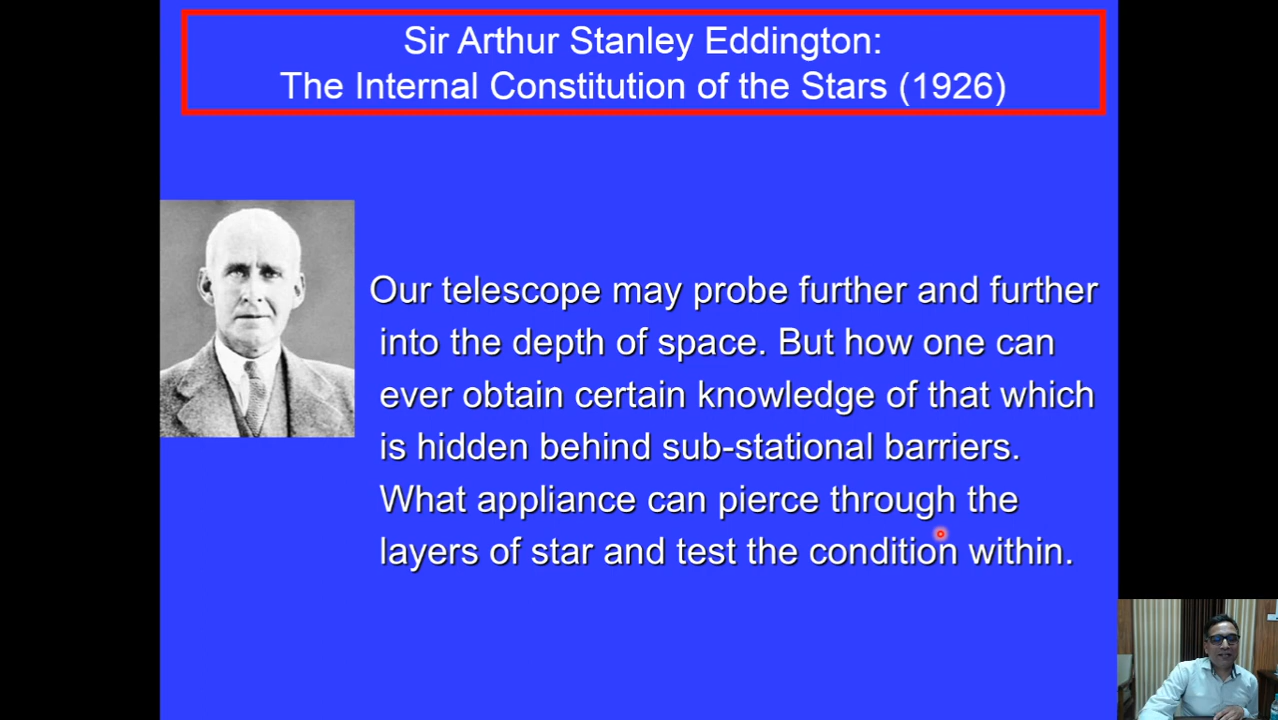 Sir Arthur Stanley Eddington:
The Internal Constitution of the Stars (1926)
Our telescope may probe further and further
into the depth of space. But how one can
ever obtain certain knowledge of that which
is hidden behind sub-stational barriers.
What appliance can pierce through the
layers of star and test the condition within.